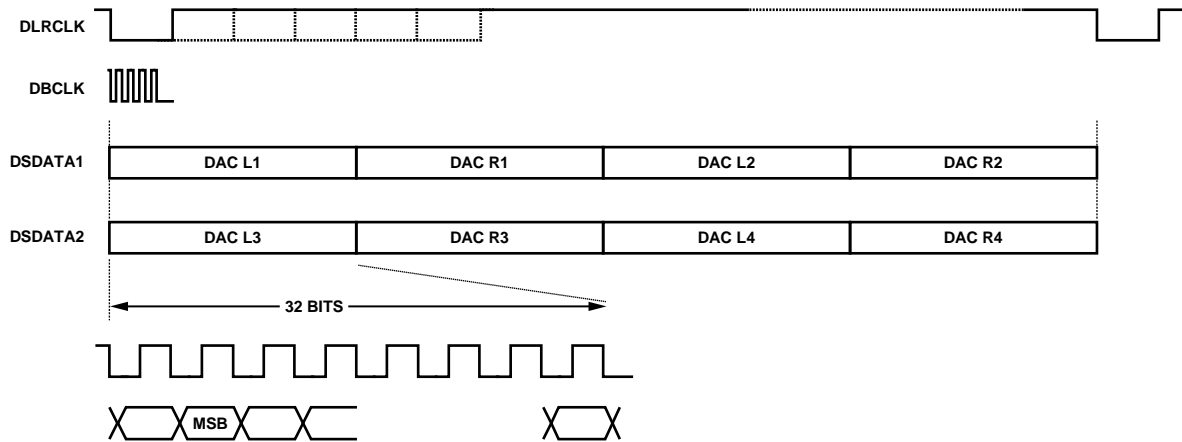 DLRCLK
DBCLK
DSDATA1 DAC L1 DAC R1 DAC L2 DAC R2
DSDATA2 DAC L3 DAC R3 DAC L4 DAC R4
32 BITS
MSB